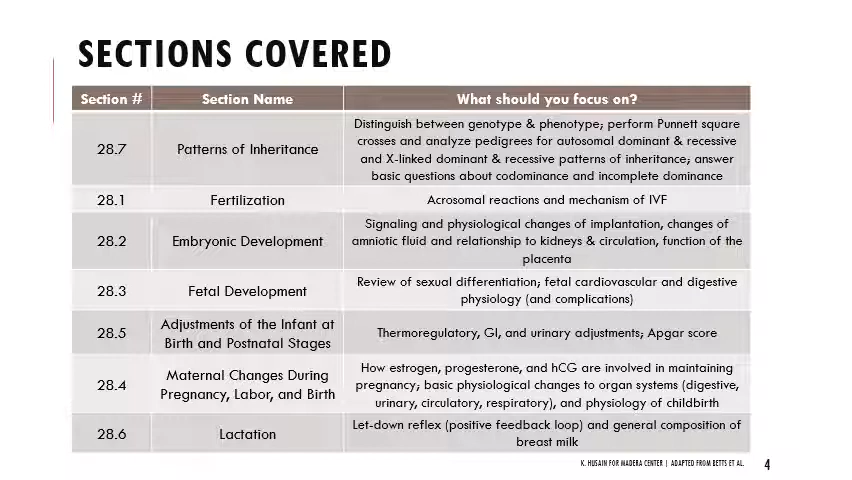 SECTIONS COVERED
Section # Section Name What should you focus on?
Distinguish between genotype & phenotype; perform Punnett square
crosses and analyze pedigrees for autosomal dominant & recessive
28.7 Patterns of Inheritance
and X-linked dominant & recessive patterns of inheritance; answer
basic questions about codominance and incomplete dominance
28.1 Fertilization Acrosomal reactions and mechanism of IVF
Signaling and physiological changes of implantation, changes of
28.2 Embryonic Development amniotic fluid and relationship to kidneys & circulation, function of the
placenta
28.3 Fetal Development Review of sexual differentiation; fetal cardiovascular and digestive
physiology (and complications)
28.5 Adjustments of the Infant at
Birth and Postnatal Stages
Thermoregulatory, GI, and urinary adjustments; Apgar score
28.4 Maternal Changes During
Pregnancy, Labor, and Birth
How estrogen, progesterone, and hCG are involved in maintaining
pregnancy; basic physiological changes to organ systems (digestive,
urinary, circulatory, respiratory), and physiology of childbirth
28.6 Lactation Let-down reflex (positive feedback loop) and general composition of
breast milk
K. HUSAIN FOR MADERA CENTER | ADAPTED FROM BETTS ET AL. 4